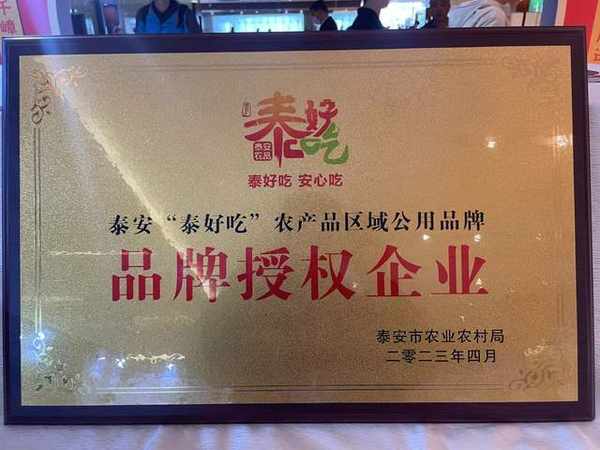 泰好吃
泰安
农品
泰好吃 安心吃
泰安“泰好吃”农产品区域公用品牌
品牌授权企业
泰安市农业农村局
二零二三年四月